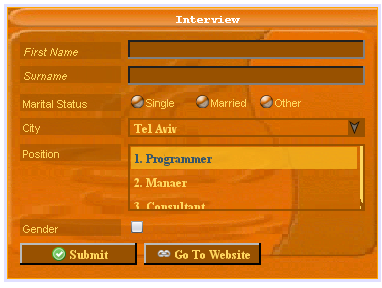 Interview
First Name
Surname
Marital Status Single Married Other
City Tel Aviv
Position 1. Programmer
2. Manaer
3. Consultant
Gender
Submit Go To Website